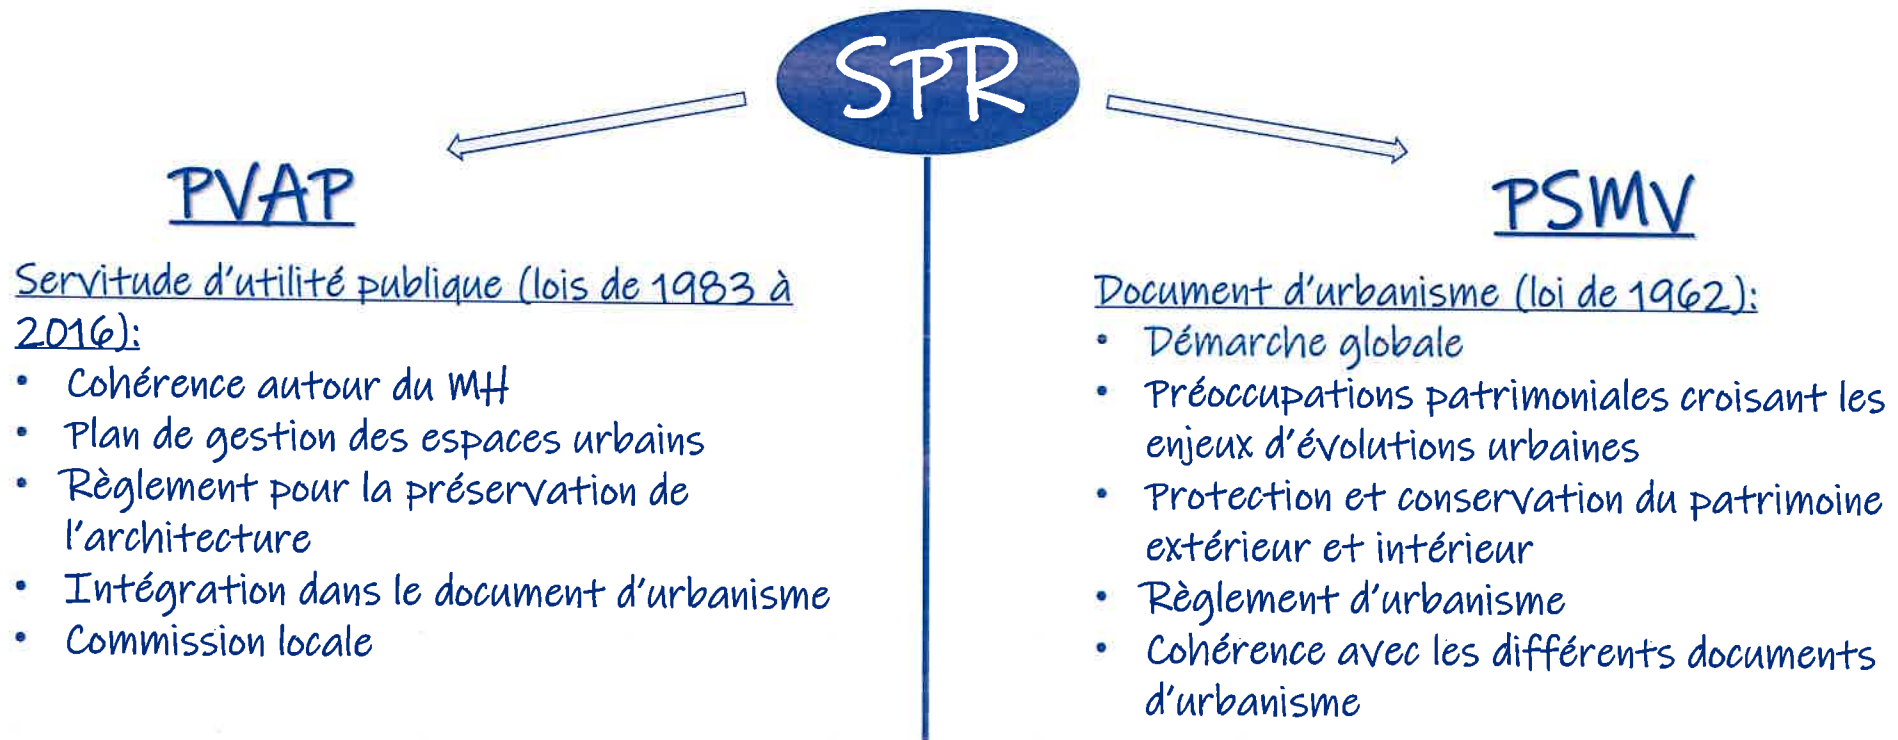 SPR
PVAP
Servitude d'utilité publique (lois de 1983 à
2016):
• Cohérence autour du MH
• Plan de gestion des espaces urbains
• Règlement pour la préservation de
l'architecture
• Intégration dans le document d'urbanisme
• Commission locale
PSMV
Document d'urbanisme (loi de 1962):
• Démarche globale
• Préoccupations patrimoniales croisant les
enjeux d'évolutions urbaines
• Protection et conservation du patrimoine
extérieur et intérieur
• Règlement d'urbanisme
• Cohérence avec les différents documents
d'urbanisme